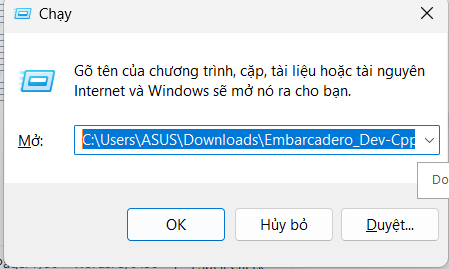 Chạy
Gõ tên của chương trình, cặp, tài liệu hoặc tài nguyên
Internet và Windows sẽ mở nó ra cho bạn.
Mở:
C:\Users\ASUS\Downloads\Embarcadero_Dev-Cpp
Do
OK
Hủy bỏ
Duyệt...